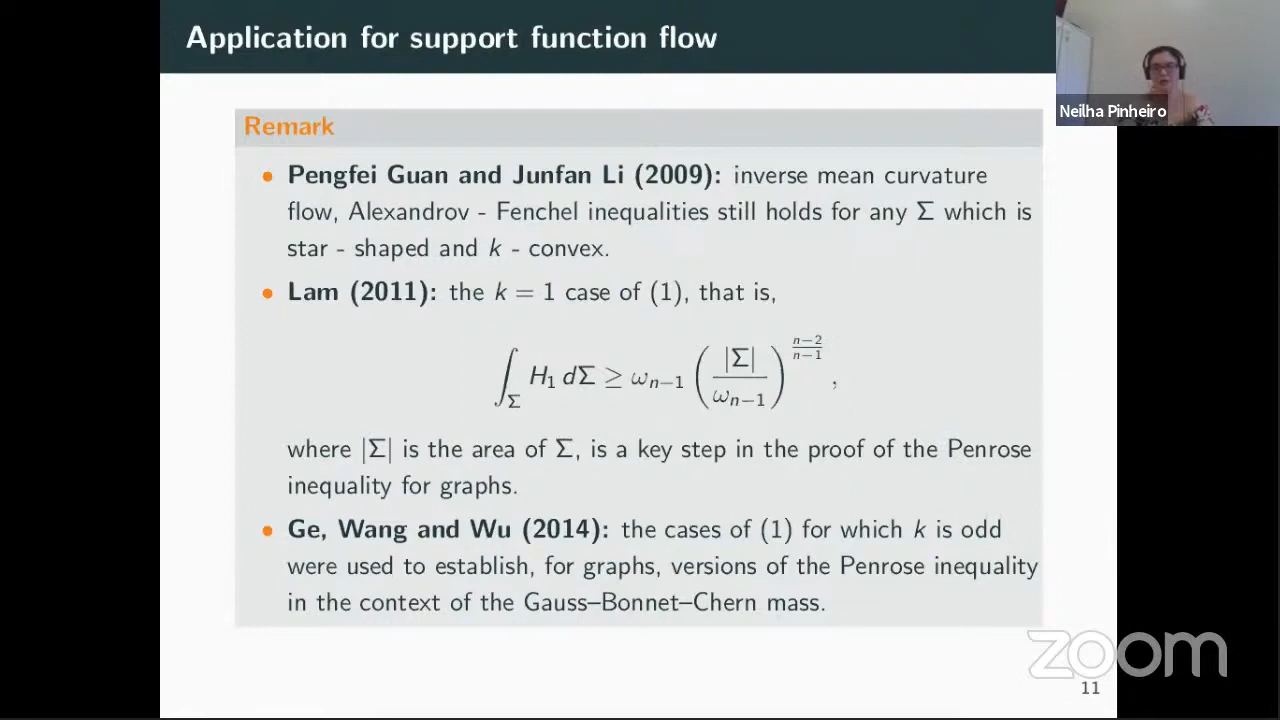 Application for support function flow
Neilha Pinheiro
Remark
• Pengfei Guan and Junfan Li (2009): inverse mean curvature
flow, Alexandrov - Fenchel inequalities still holds for any Σ which is
star - shaped and k - convex.
• Lam (2011): the k = 1 case of (1), that is,
∫_Σ H₁ dΣ ≥ ω_{n−1} (|Σ| / ω_{n−1})^{(n−2)/(n−1)},
where |Σ| is the area of Σ, is a key step in the proof of the Penrose
inequality for graphs.
• Ge, Wang and Wu (2014): the cases of (1) for which k is odd
were used to establish, for graphs, versions of the Penrose inequality
in the context of the Gauss–Bonnet–Chern mass.
zoom
11